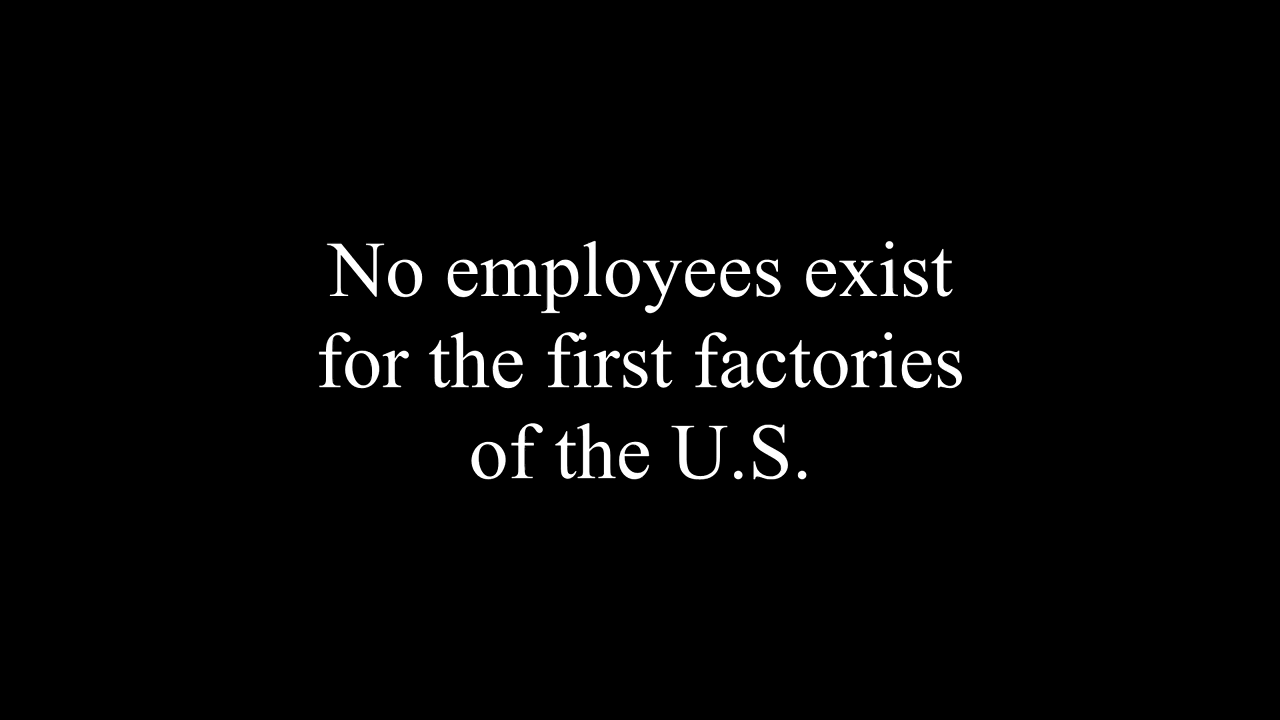 No employees exist
for the first factories
of the U.S.